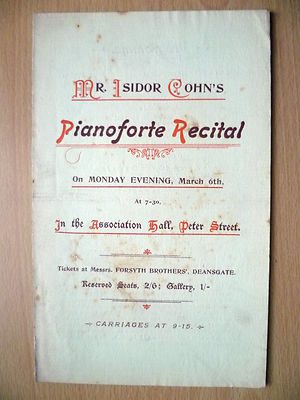 Mr. Isidor Cohn's
Pianoforte Recital
On MONDAY EVENING, March 6th,
At 7-30,
In the Association Hall, Peter Street.
Tickets at Messrs. FORSYTH BROTHERS', DEANSGATE.
Reserved Seats, 2/6; Gallery, 1/-
CARRIAGES AT 9-15.